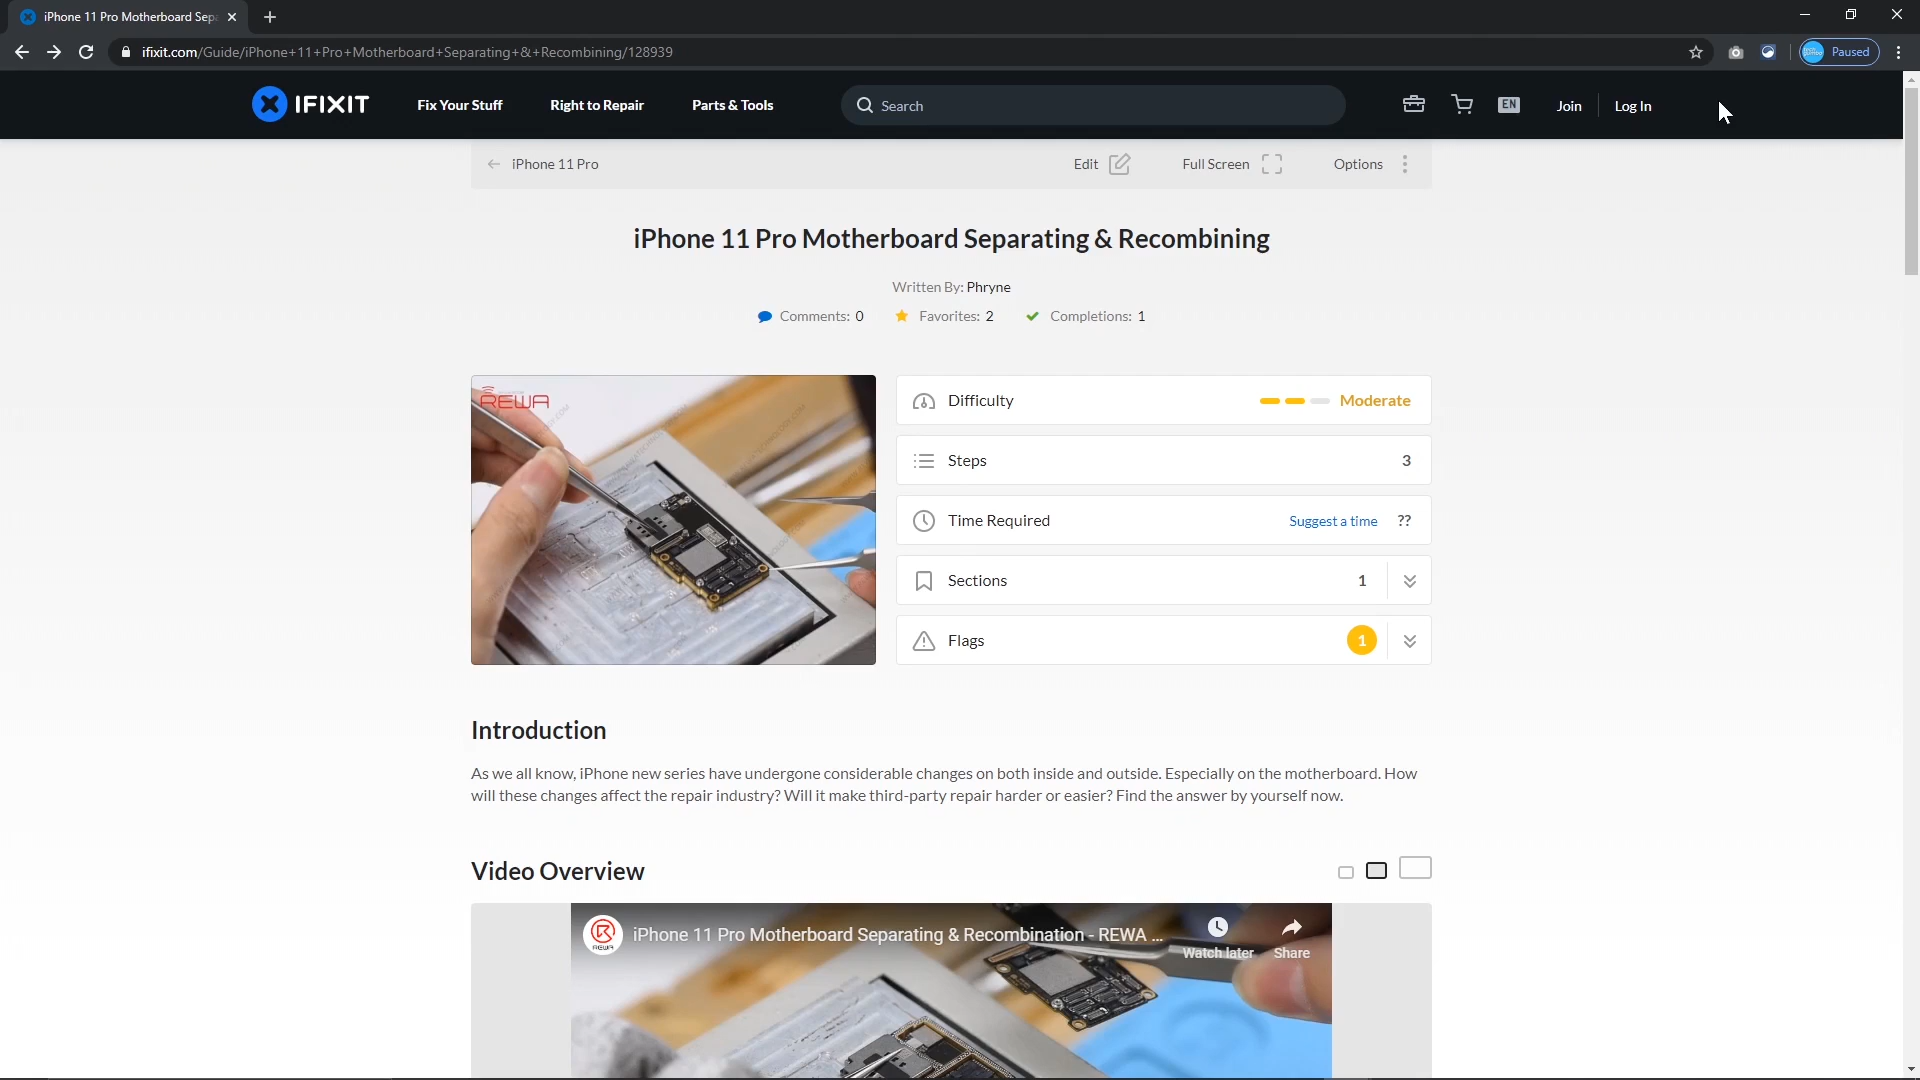 iPhone 11 Pro Motherboard Sepa
ifixit.com/Guide/iPhone+11+Pro+Motherboard+Separating+&+Recombining/128939
Paused
IFIXIT
Fix Your Stuff
Right to Repair
Parts & Tools
Search
EN
Join
Log In
iPhone 11 Pro
Edit
Full Screen
Options
iPhone 11 Pro Motherboard Separating & Recombining
Written By: Phryne
Comments: 0
Favorites: 2
Completions: 1
REWA
Difficulty
Moderate
Steps
3
Time Required
Suggest a time
??
Sections
1
Flags
1
Introduction
As we all know, iPhone new series have undergone considerable changes on both inside and outside. Especially on the motherboard. How
will these changes affect the repair industry? Will it make third-party repair harder or easier? Find the answer by yourself now.
Video Overview
REWA
iPhone 11 Pro Motherboard Separating & Recombination - REWA ...
Watch later
Share